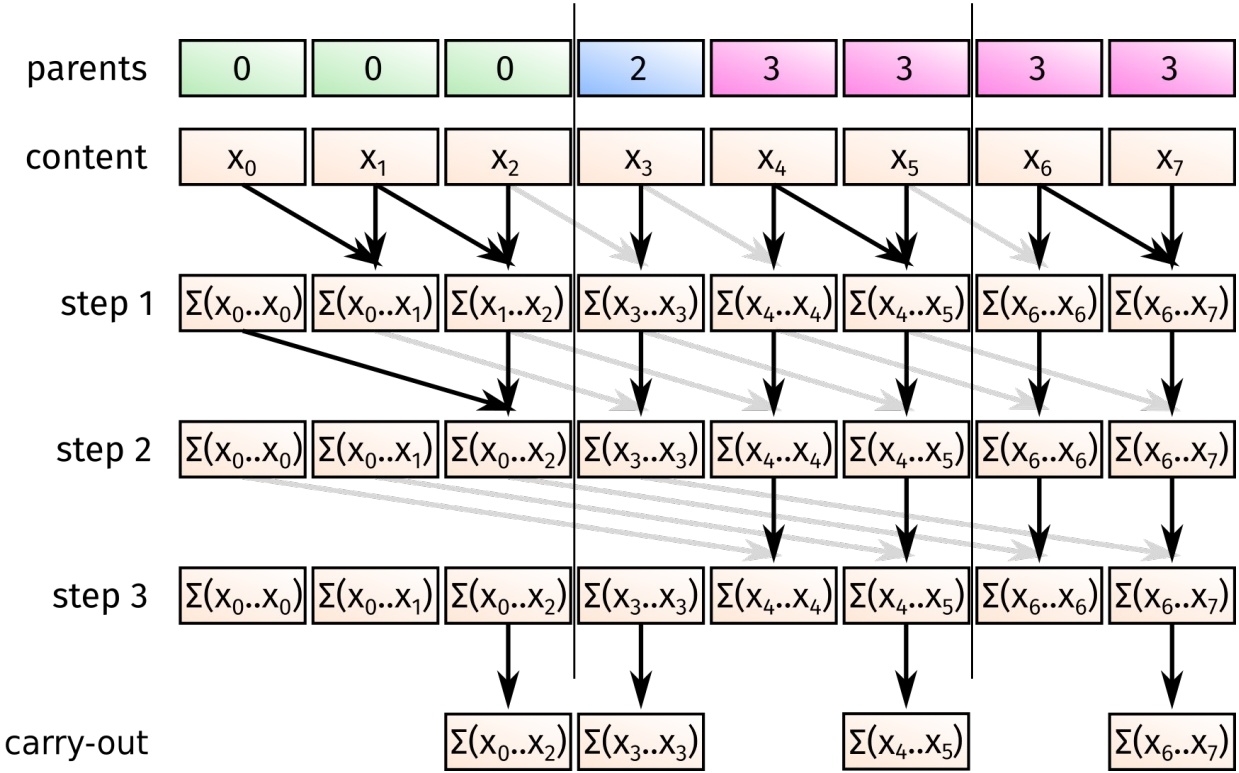 parents 0 0 0 2 3 3 3 3
content x₀ x₁ x₂ x₃ x₄ x₅ x₆ x₇
step 1 Σ(x₀..x₀) Σ(x₀..x₁) Σ(x₁..x₂) Σ(x₃..x₃) Σ(x₄..x₄) Σ(x₄..x₅) Σ(x₆..x₆) Σ(x₆..x₇)
step 2 Σ(x₀..x₀) Σ(x₀..x₁) Σ(x₀..x₂) Σ(x₃..x₃) Σ(x₄..x₄) Σ(x₄..x₅) Σ(x₆..x₆) Σ(x₆..x₇)
step 3 Σ(x₀..x₀) Σ(x₀..x₁) Σ(x₀..x₂) Σ(x₃..x₃) Σ(x₄..x₄) Σ(x₄..x₅) Σ(x₆..x₆) Σ(x₆..x₇)
carry-out Σ(x₀..x₂) Σ(x₃..x₃) Σ(x₄..x₅) Σ(x₆..x₇)